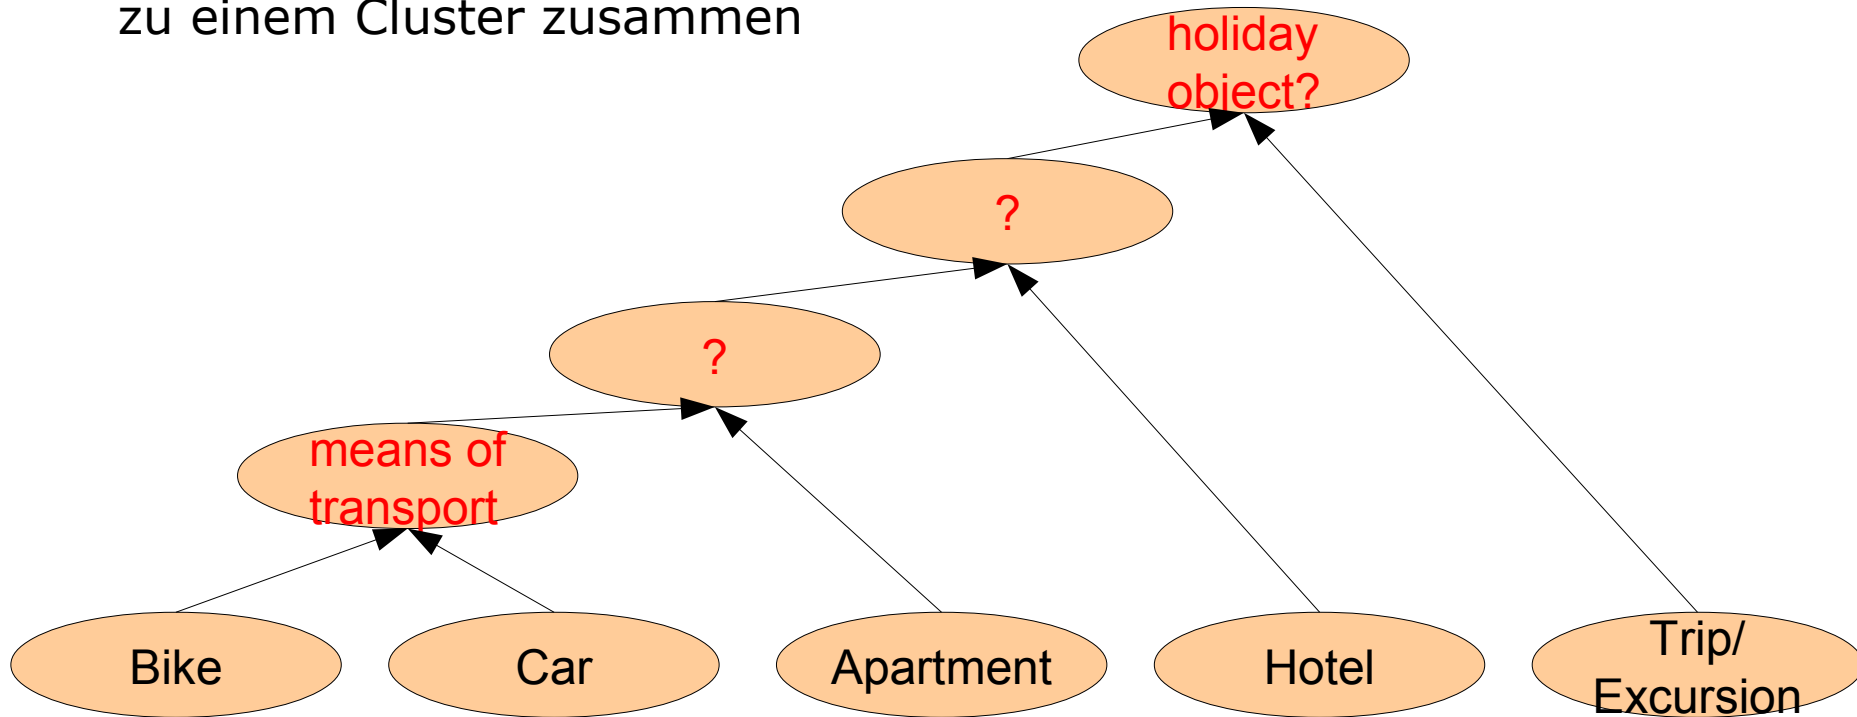 zu einem Cluster zusammen
holiday
object?
?
?
means of
transport
Bike
Car
Apartment
Hotel
Trip/
Excursion